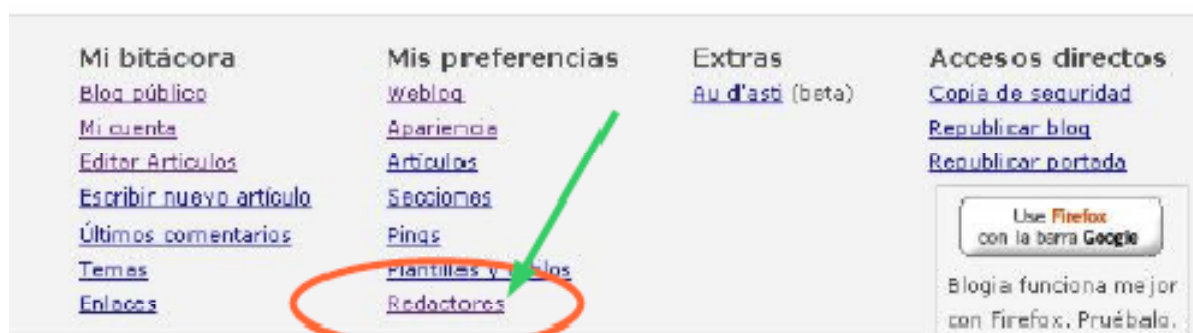 Mi bitácora
Blog público
Mi cuenta
Editar Articulos
Escribir nuevo artículo
Últimos comentarios
Temas
Enlaces
Mis preferencias
Weblog
Apariencia
Artículos
Secciones
Pings
Plantillas y
Redactores
Extras
Au d'asti (beta)
Accesos directos
Copia de seguridad
Republicar blog
Republicar portada
Use Firefox
con la barra Google
Blogia funciona mejor
con Firefox. Pruébalo.